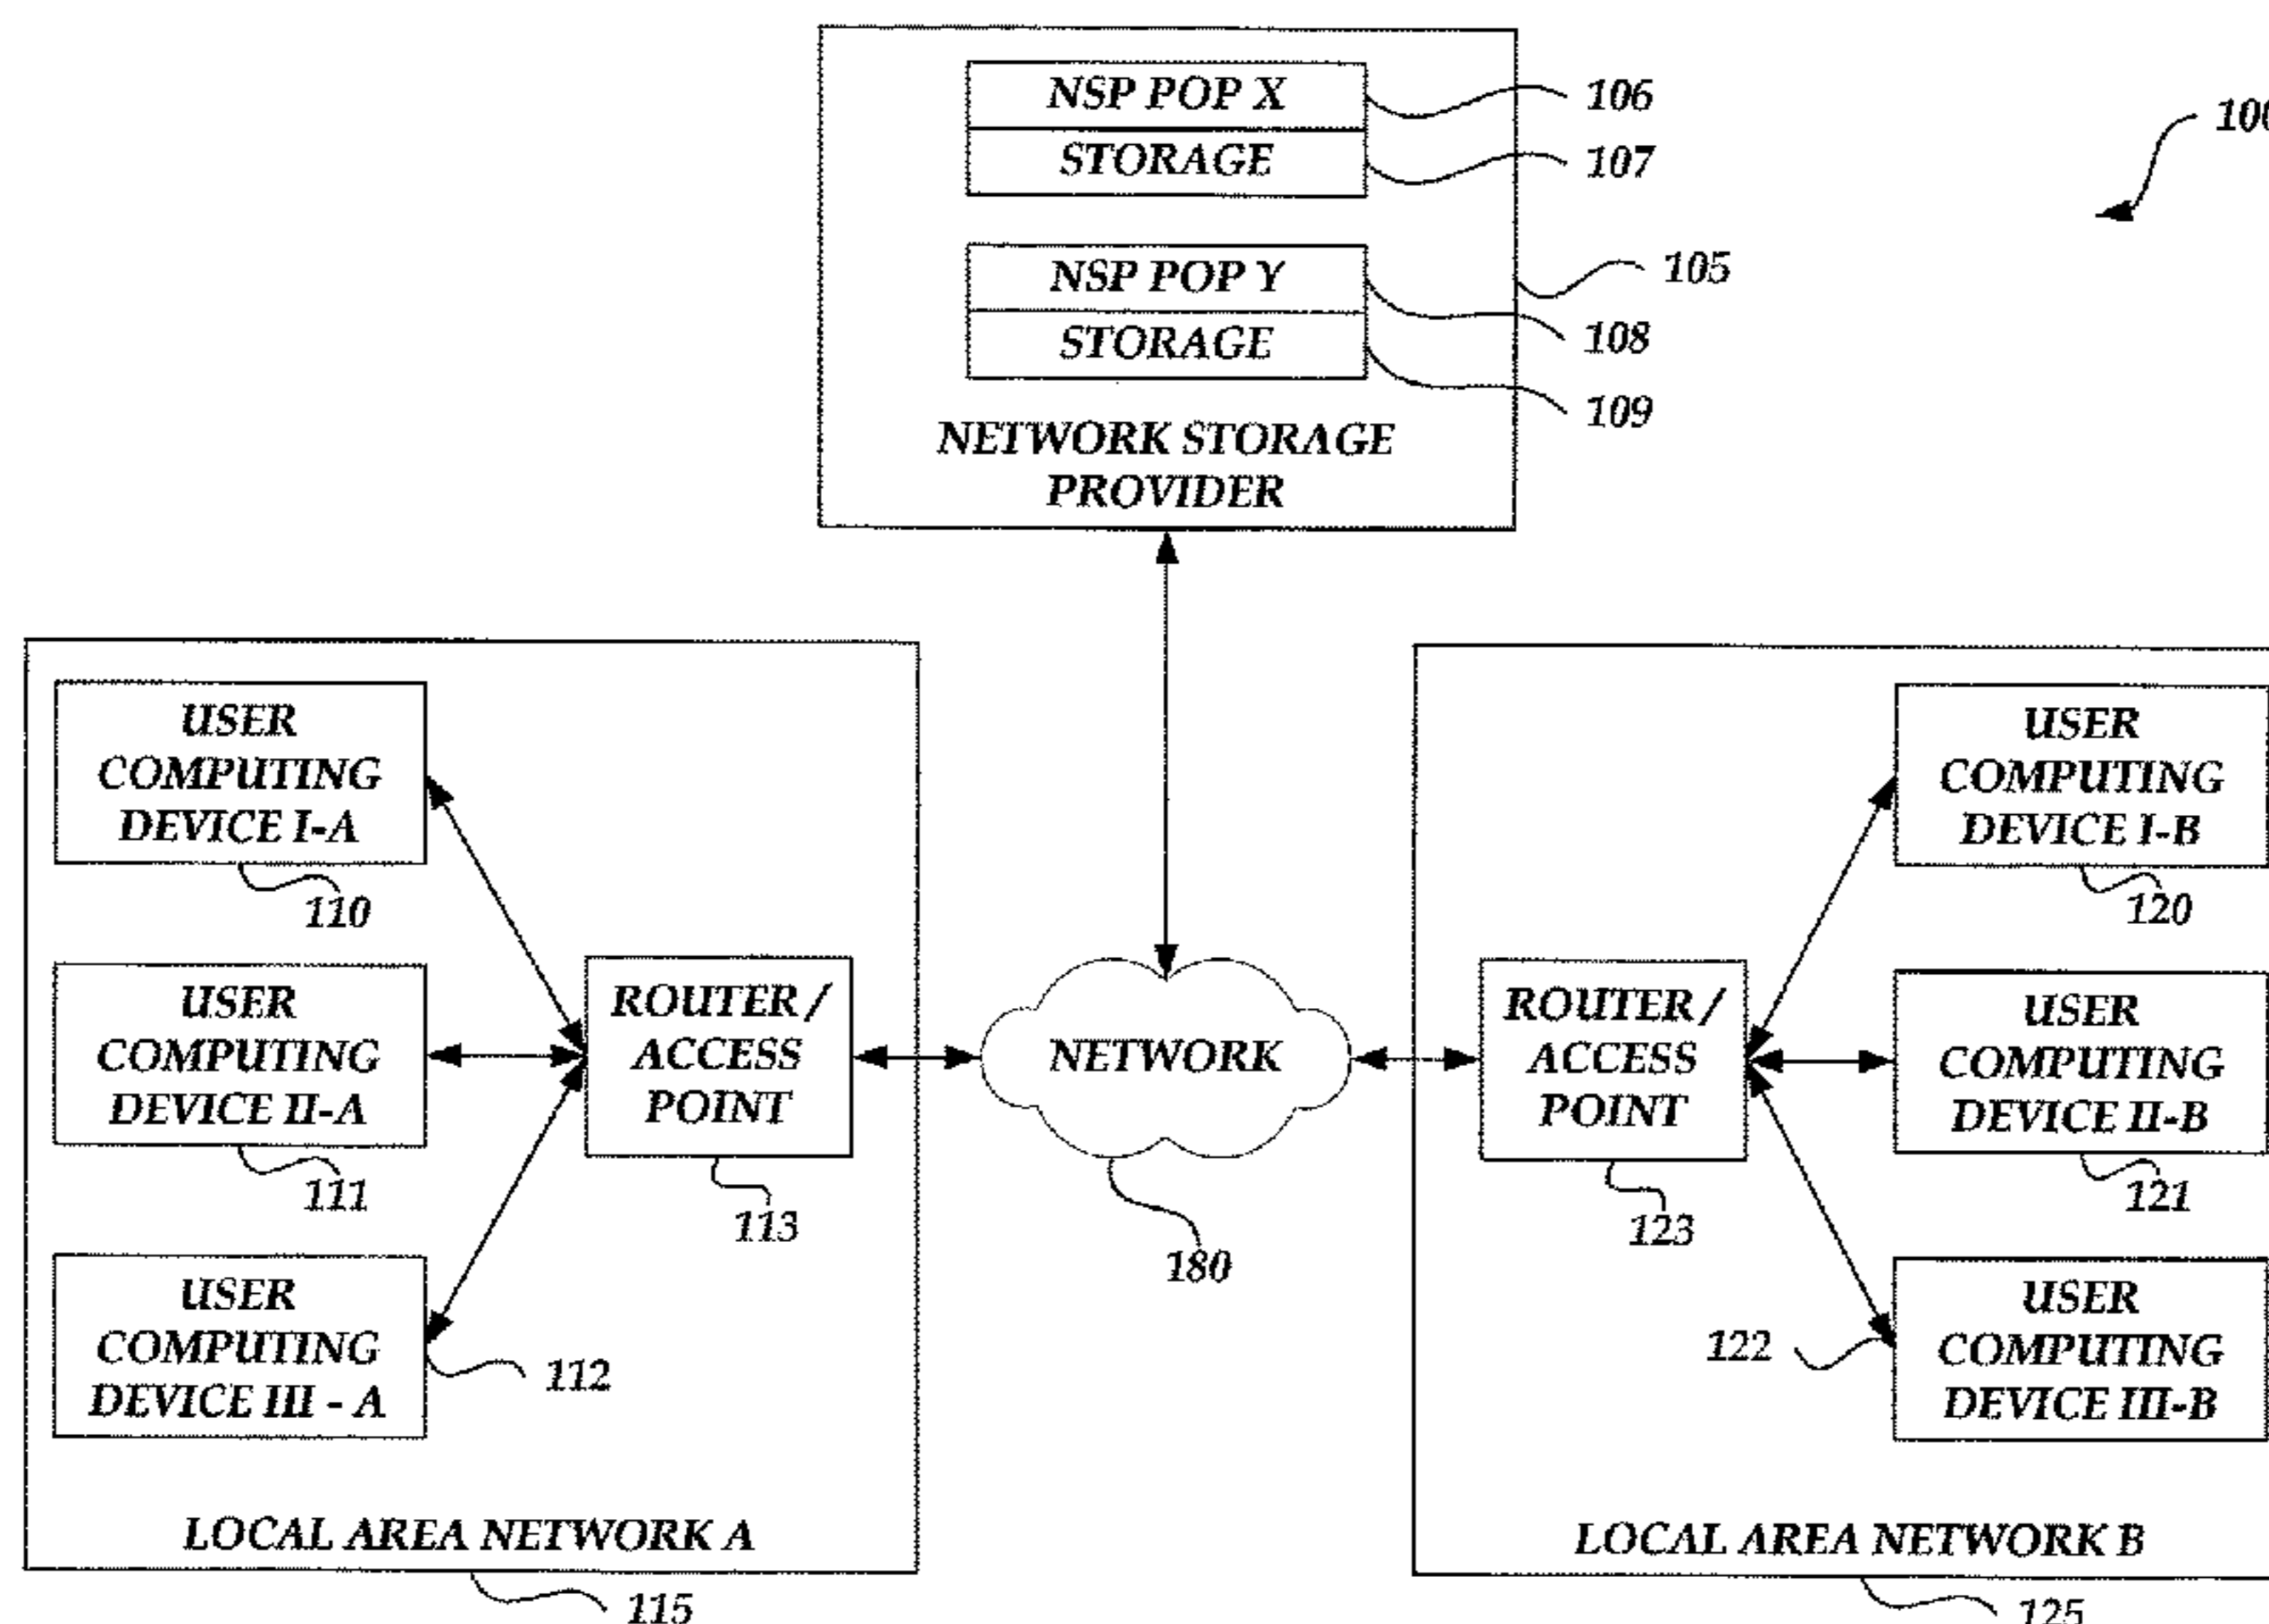 NSP POP X
106
STORAGE
107
100
NSP POP Y
105
108
STORAGE
109
NETWORK STORAGE
PROVIDER
USER
COMPUTING
DEVICE I-A
110
USER
COMPUTING
DEVICE II-A
111
USER
COMPUTING
DEVICE III - A
112
ROUTER /
ACCESS
POINT
113
LOCAL AREA NETWORK A
115
NETWORK
180
ROUTER /
ACCESS
POINT
123
USER
COMPUTING
DEVICE I-B
120
USER
COMPUTING
DEVICE II-B
121
122
USER
COMPUTING
DEVICE III-B
LOCAL AREA NETWORK B
125